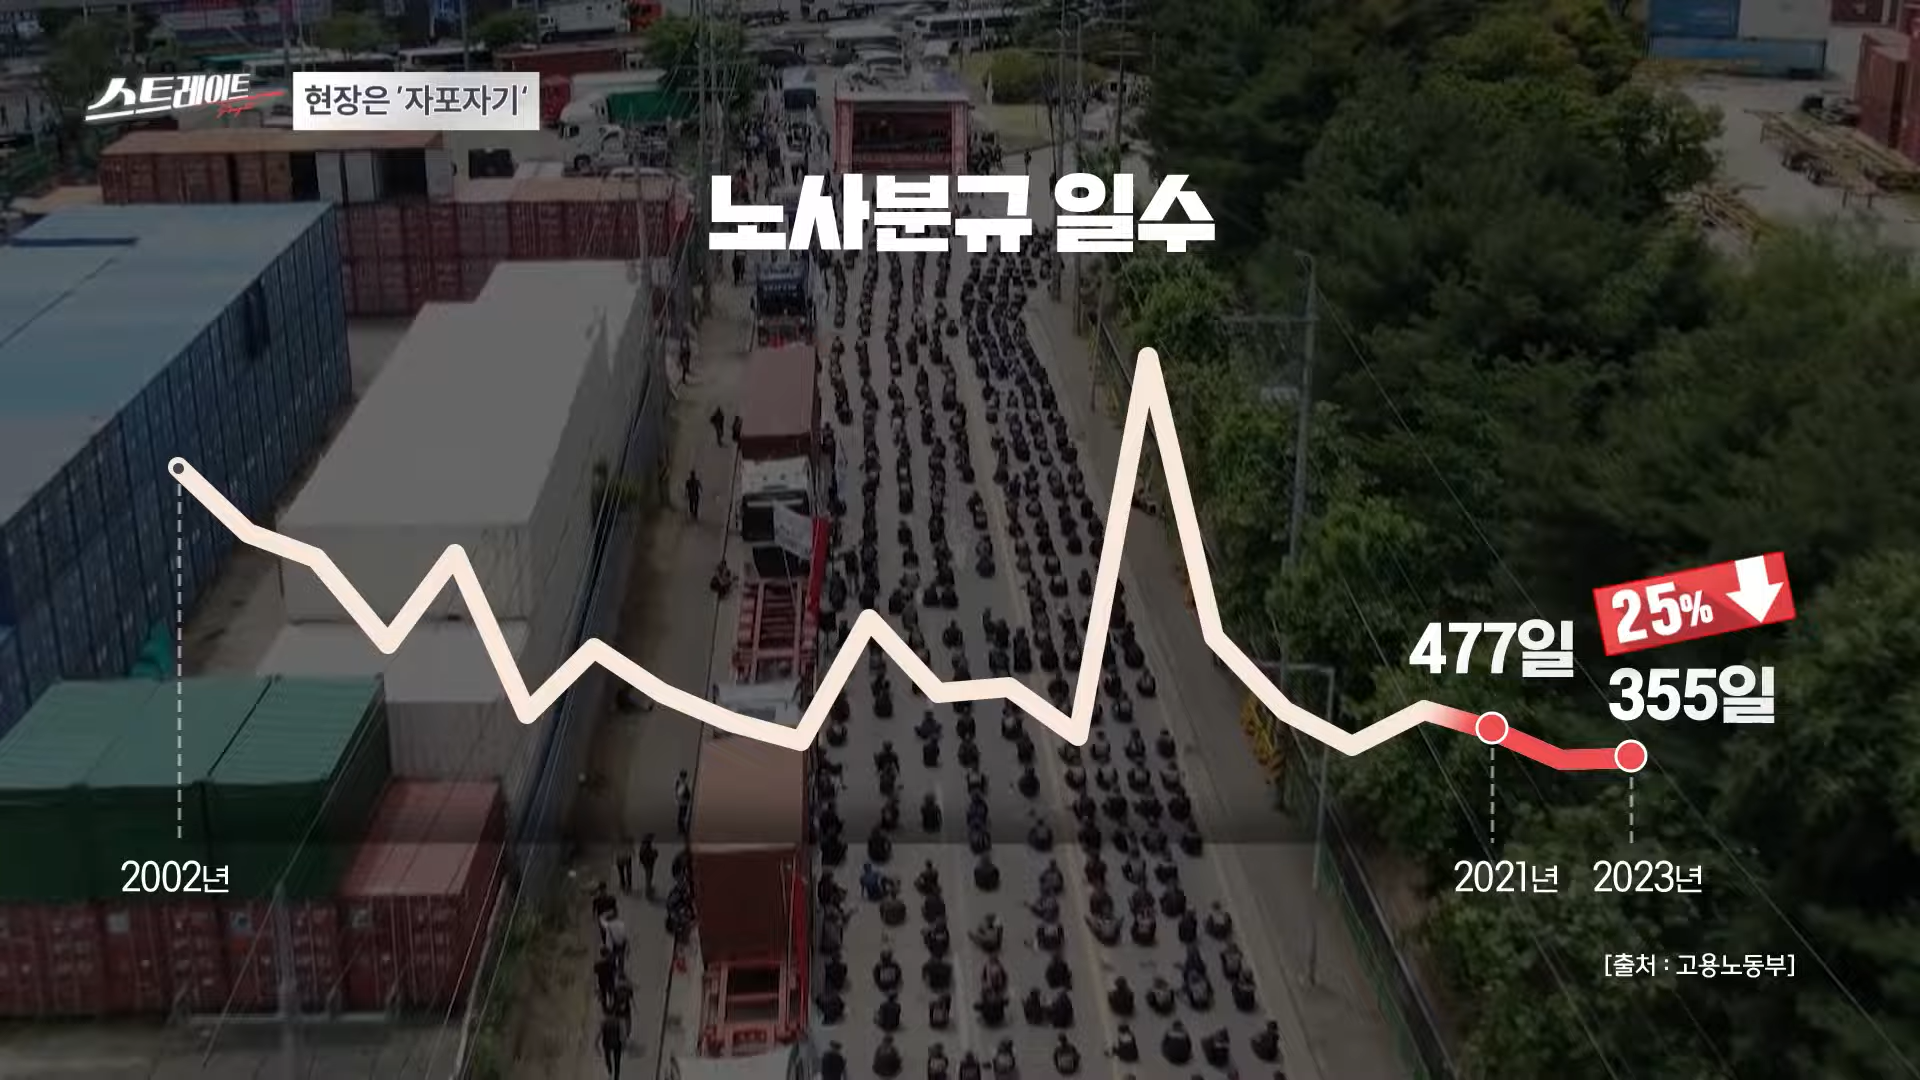 스트레이트
현장은 '자포자기'
노사분규 일수
25%
477일
355일
2002년
2021년
2023년
[출처 : 고용노동부]